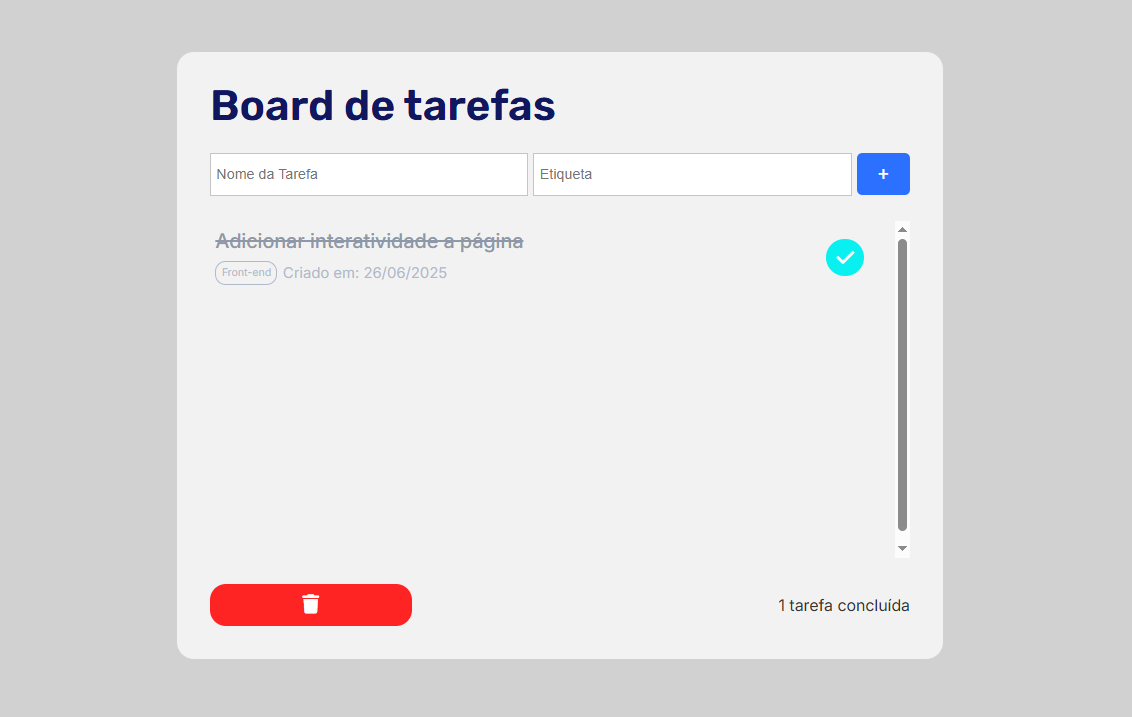 Board de tarefas
Nome da Tarefa
Etiqueta
+
Adicionar interatividade a página
Front-end
Criado em: 26/06/2025
1 tarefa concluída